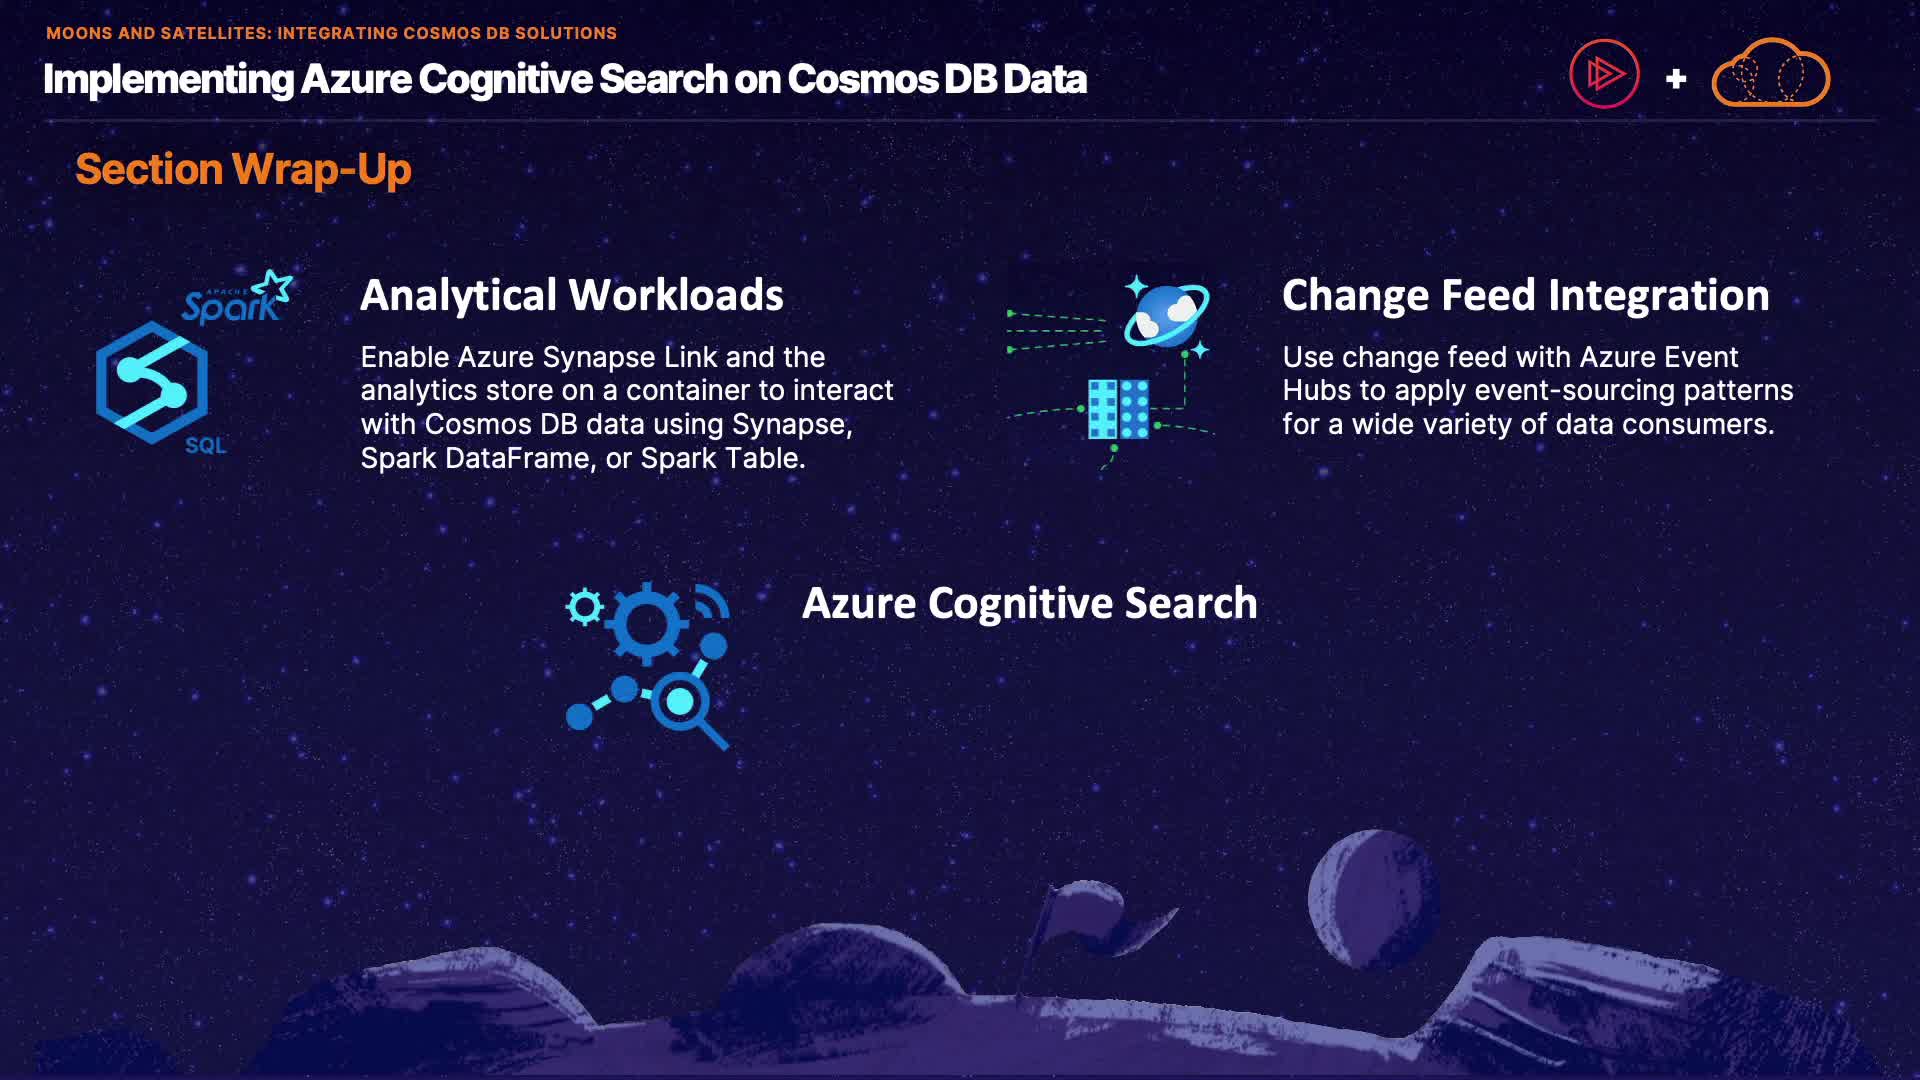 MOONS AND SATELLITES: INTEGRATING COSMOS DB SOLUTIONS
Implementing Azure Cognitive Search on Cosmos DB Data
Section Wrap-Up
APACHE
Spark
SQL
Analytical Workloads
Enable Azure Synapse Link and the
analytics store on a container to interact
with Cosmos DB data using Synapse,
Spark DataFrame, or Spark Table.
Change Feed Integration
Use change feed with Azure Event
Hubs to apply event-sourcing patterns
for a wide variety of data consumers.
Azure Cognitive Search